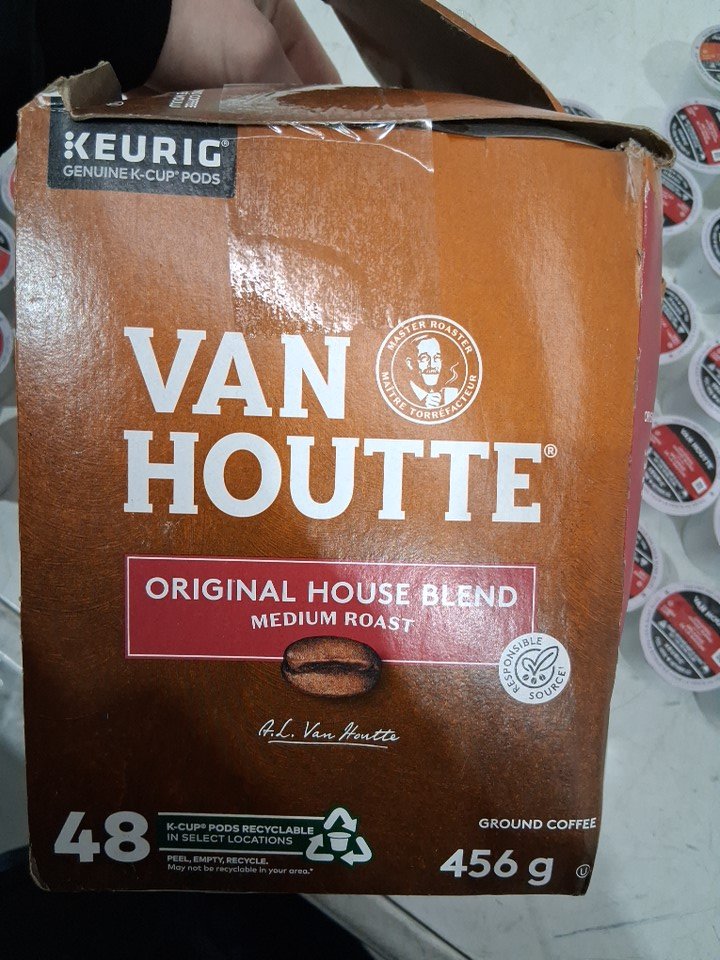 KEURIG®
GENUINE K-CUP® PODS
VAN
MASTER ROASTER
MAÎTRE TORRÉFACTEUR
HOUTTE®
ORIGINAL HOUSE BLEND
MEDIUM ROAST
RESPONSIBLE
SOURCE!
A.L. Van Houtte
48
K-CUP® PODS RECYCLABLE
IN SELECT LOCATIONS
PEEL, EMPTY, RECYCLE.
May not be recyclable in your area.*
GROUND COFFEE
456 g
U
VAN HOUTTE